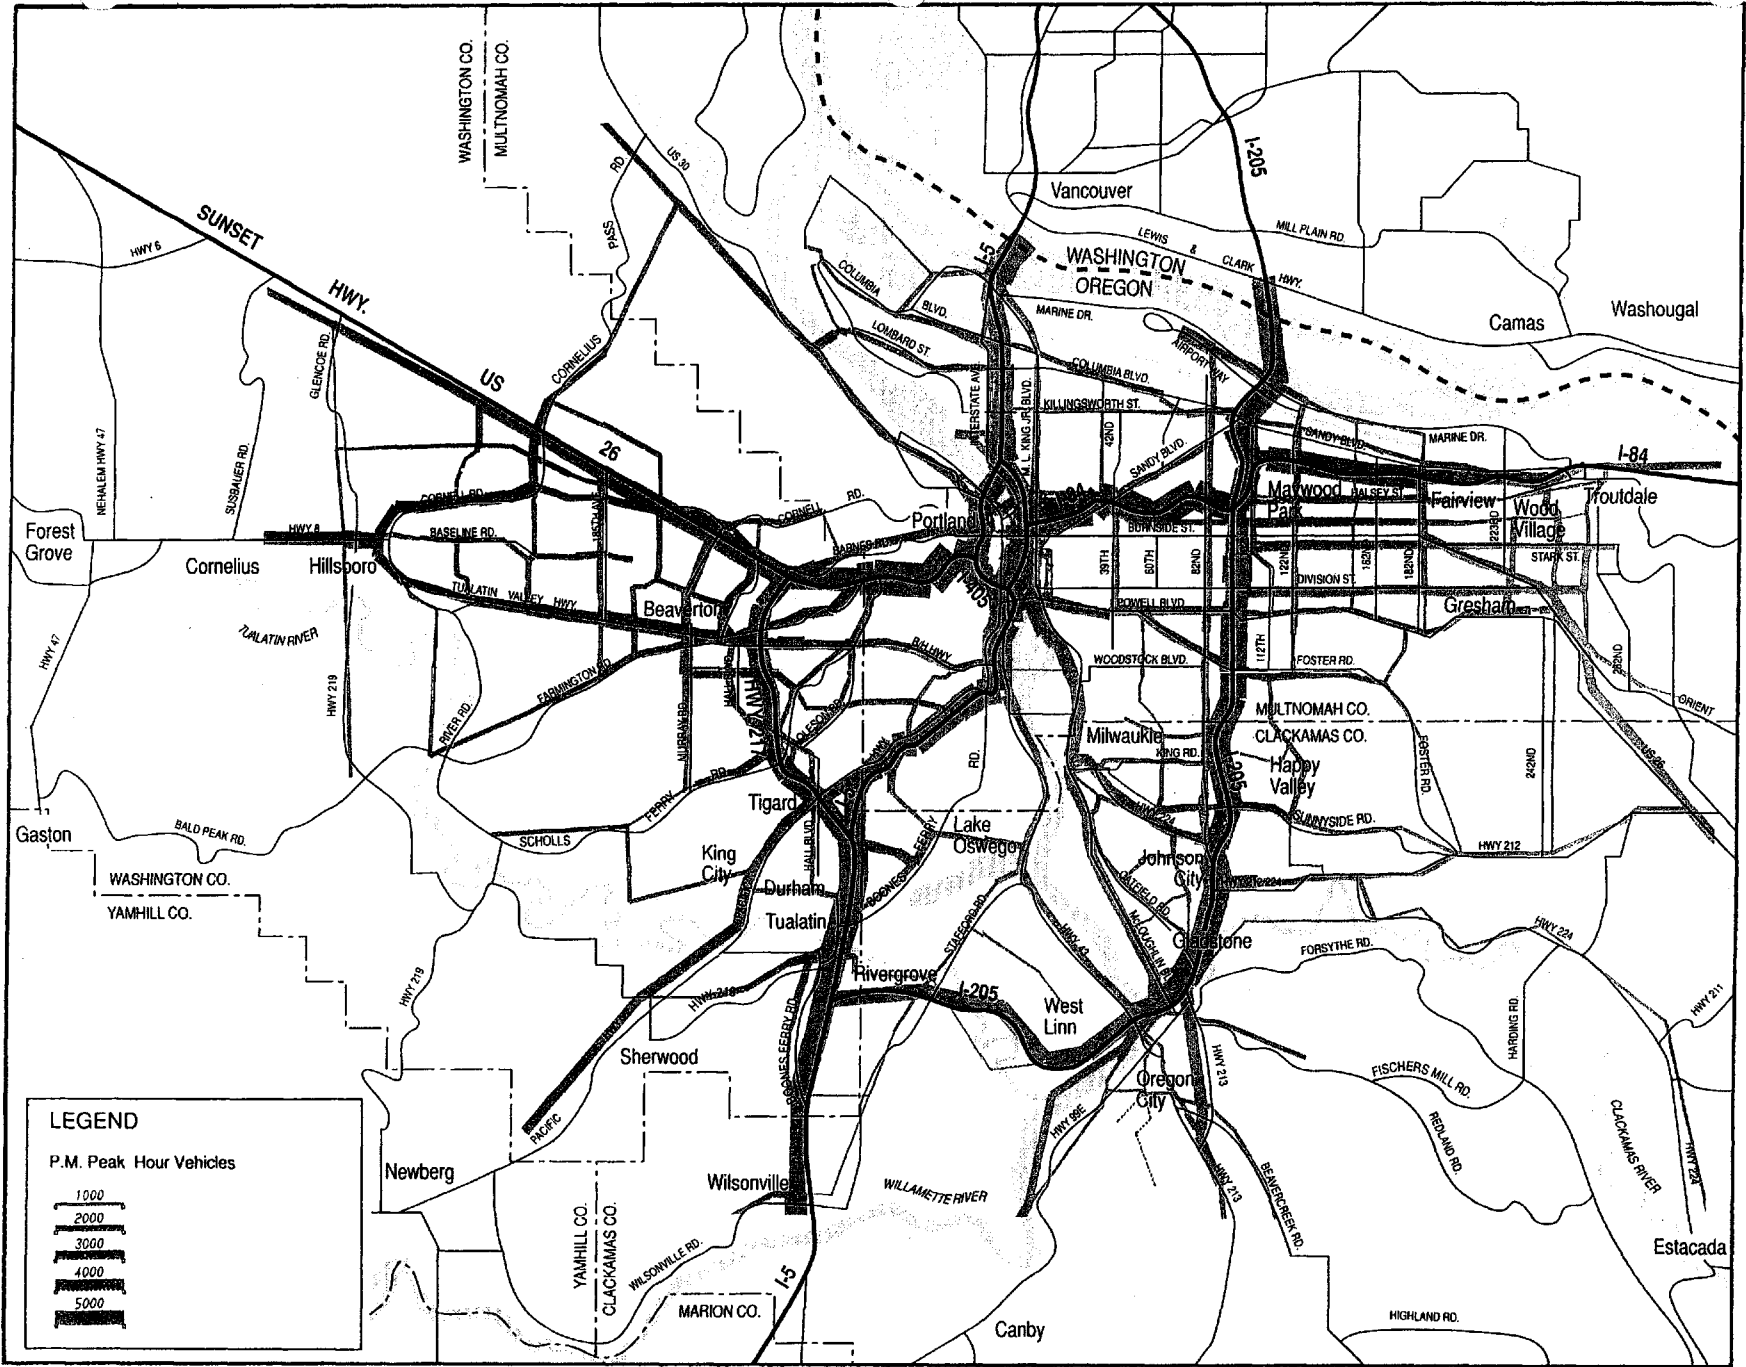 WASHINGTON CO.
MULTNOMAH CO.
I-205
US 30
PASS
RD.
Vancouver
SUNSET
HWY 6
MILL PLAIN RD.
LEWIS & CLARK HWY.
I-5
WASHINGTON
OREGON
HWY.
COLUMBIA
BLVD.
MARINE DR.
Washougal
Camas
LOMBARD ST.
AIRPORT WAY
GLENCOE RD.
CORNELIUS
US
COLUMBIA BLVD.
INTERSTATE AVE.
M. L. KING JR. BLVD.
KILLINGSWORTH ST.
42ND
SANDY BLVD.
SANDY BLVD.
MARINE DR.
26
I-84
NEHALEM HWY 47
SUSBAUER RD.
CORNELL RD.
CORNELL
RD.
Maywood
Park
HALSEY ST.
Fairview
Wood
Village
Troutdale
Portland
BURNSIDE ST.
Forest
Grove
HWY 8
BASELINE RD.
185TH AVE.
BARNES RD.
223RD
STARK ST.
Cornelius
Hillsboro
39TH
60TH
82ND
122ND
162ND
182ND
DIVISION ST.
I-405
TUALATIN VALLEY HWY
Beaverton
POWELL BLVD.
Gresham
TUALATIN RIVER
HWY 47
B/H HWY
WOODSTOCK BLVD.
112TH
FOSTER RD.
282ND
HWY 219
FARMINGTON RD
RIVER RD.
MURRAY RD.
HWY 217
OLESON RD.
ORIENT
MULTNOMAH CO.
CLACKAMAS CO.
Milwaukie
KING RD.
RD.
FOSTER RD.
242ND
US 26
Happy
Valley
205
Tigard
FERRY
RD.
HWY 224
SUNNYSIDE RD.
Gaston
BALD PEAK RD.
SCHOLLS
Lake
Oswego
HWY 212
King
City
HALL BLVD.
BOONES
FERRY
Johnson
City
HWY 212/224
WASHINGTON CO.
YAMHILL CO.
Durham
Tualatin
OATFIELD RD.
McLOUGHLIN BL
STAFFORD RD.
HWY 43
Gladstone
FORSYTHE RD.
HWY 224
HWY 219
Rivergrove
I-205
HWY 211
West
Linn
BOONES FERRY RD.
HARDING RD.
Sherwood
HWY 213
Oregon
City
FISCHERS MILL RD.
LEGEND
P.M. Peak Hour Vehicles
1000
2000
3000
4000
5000
PACIFIC
HWY 99E
REDLAND RD.
CLACKAMAS RIVER
HWY 224
Newberg
Wilsonville
WILLAMETTE RIVER
HWY 213
BEAVERCREEK RD.
YAMHILL CO.
CLACKAMAS CO.
WILSONVILLE RD.
Estacada
I-5
MARION CO.
Canby
HIGHLAND RD.